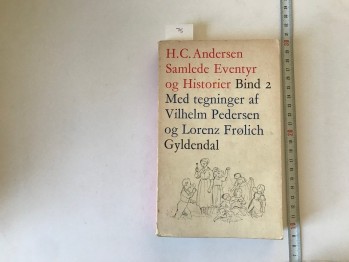 H.C. Andersen
Samlede Eventyr
og Historier Bind 2
Med tegninger af
Vilhelm Pedersen
og Lorenz Frølich
Gyldendal